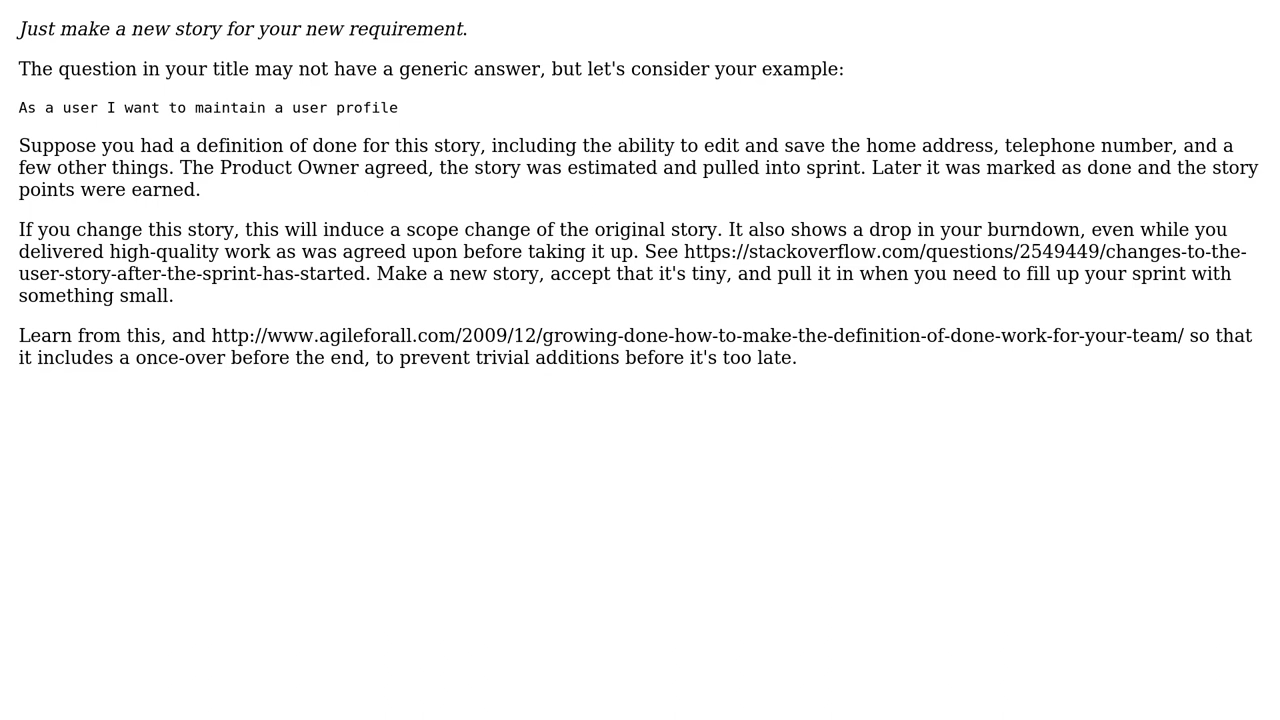 Just make a new story for your new requirement.
The question in your title may not have a generic answer, but let's consider your example:
As a user I want to maintain a user profile
Suppose you had a definition of done for this story, including the ability to edit and save the home address, telephone number, and a
few other things. The Product Owner agreed, the story was estimated and pulled into sprint. Later it was marked as done and the story
points were earned.
If you change this story, this will induce a scope change of the original story. It also shows a drop in your burndown, even while you
delivered high-quality work as was agreed upon before taking it up. See https://stackoverflow.com/questions/2549449/changes-to-the-
user-story-after-the-sprint-has-started. Make a new story, accept that it's tiny, and pull it in when you need to fill up your sprint with
something small.
Learn from this, and http://www.agileforall.com/2009/12/growing-done-how-to-make-the-definition-of-done-work-for-your-team/ so that
it includes a once-over before the end, to prevent trivial additions before it's too late.